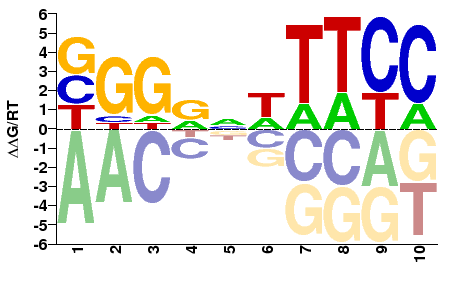 6
5
4
3
2
1
0
-1
-2
-3
-4
-5
-6
ΔΔG/RT
G C T A
G C T A
G A T C
G A T C
A C T
T A C G
T A C G
T A C G
C T A G
C A G T
1 2 3 4 5 6 7 8 9 10